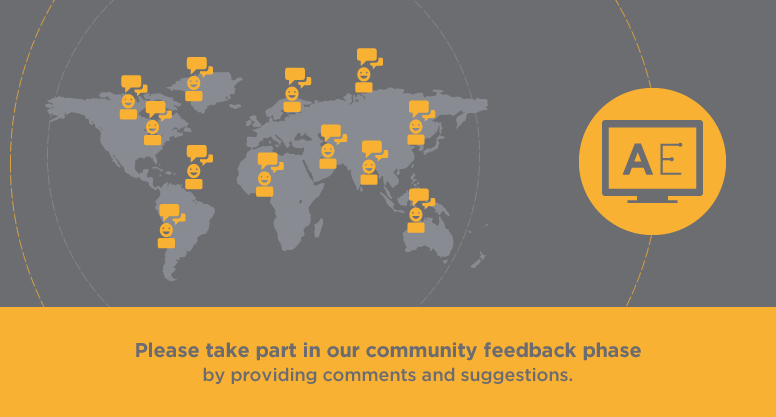 AE
Please take part in our community feedback phase
by providing comments and suggestions.